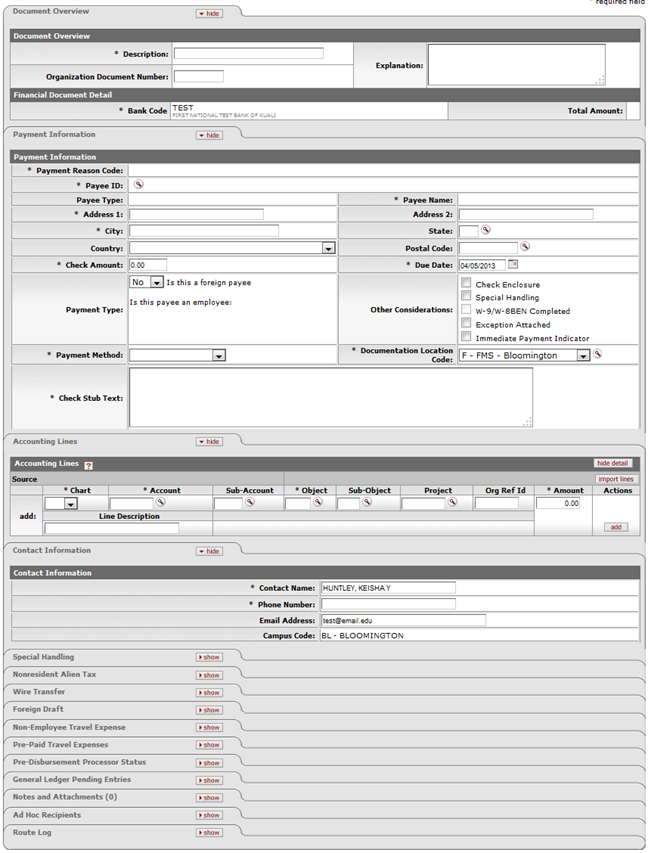 * required field
Document Overview hide
Document Overview
* Description: Explanation:
Organization Document Number:
Financial Document Detail
* Bank Code TEST Total Amount:
FIRST NATIONAL TEST BANK OF KUALI
Payment Information hide
Payment Information
* Payment Reason Code:
* Payee ID:
Payee Type: * Payee Name:
* Address 1: Address 2:
* City: State:
Country: Postal Code:
* Check Amount: 0.00 * Due Date: 04/05/2013
Payment Type: No Is this a foreign payee
Is this payee an employee:
Other Considerations: Check Enclosure
Special Handling
W-9/W-8BEN Completed
Exception Attached
Immediate Payment Indicator
* Payment Method: * Documentation Location Code: F - FMS - Bloomington
* Check Stub Text:
Accounting Lines hide
Accounting Lines ? hide detail
Source import lines
* Chart * Account Sub-Account * Object Sub-Object Project Org Ref Id * Amount Actions
add: 0.00
Line Description add
Contact Information hide
Contact Information
* Contact Name: HUNTLEY, KEISHA Y
* Phone Number:
Email Address: test@email.edu
Campus Code: BL - BLOOMINGTON
Special Handling show
Nonresident Alien Tax show
Wire Transfer show
Foreign Draft show
Non-Employee Travel Expense show
Pre-Paid Travel Expenses show
Pre-Disbursement Processor Status show
General Ledger Pending Entries show
Notes and Attachments (0) show
Ad Hoc Recipients show
Route Log show